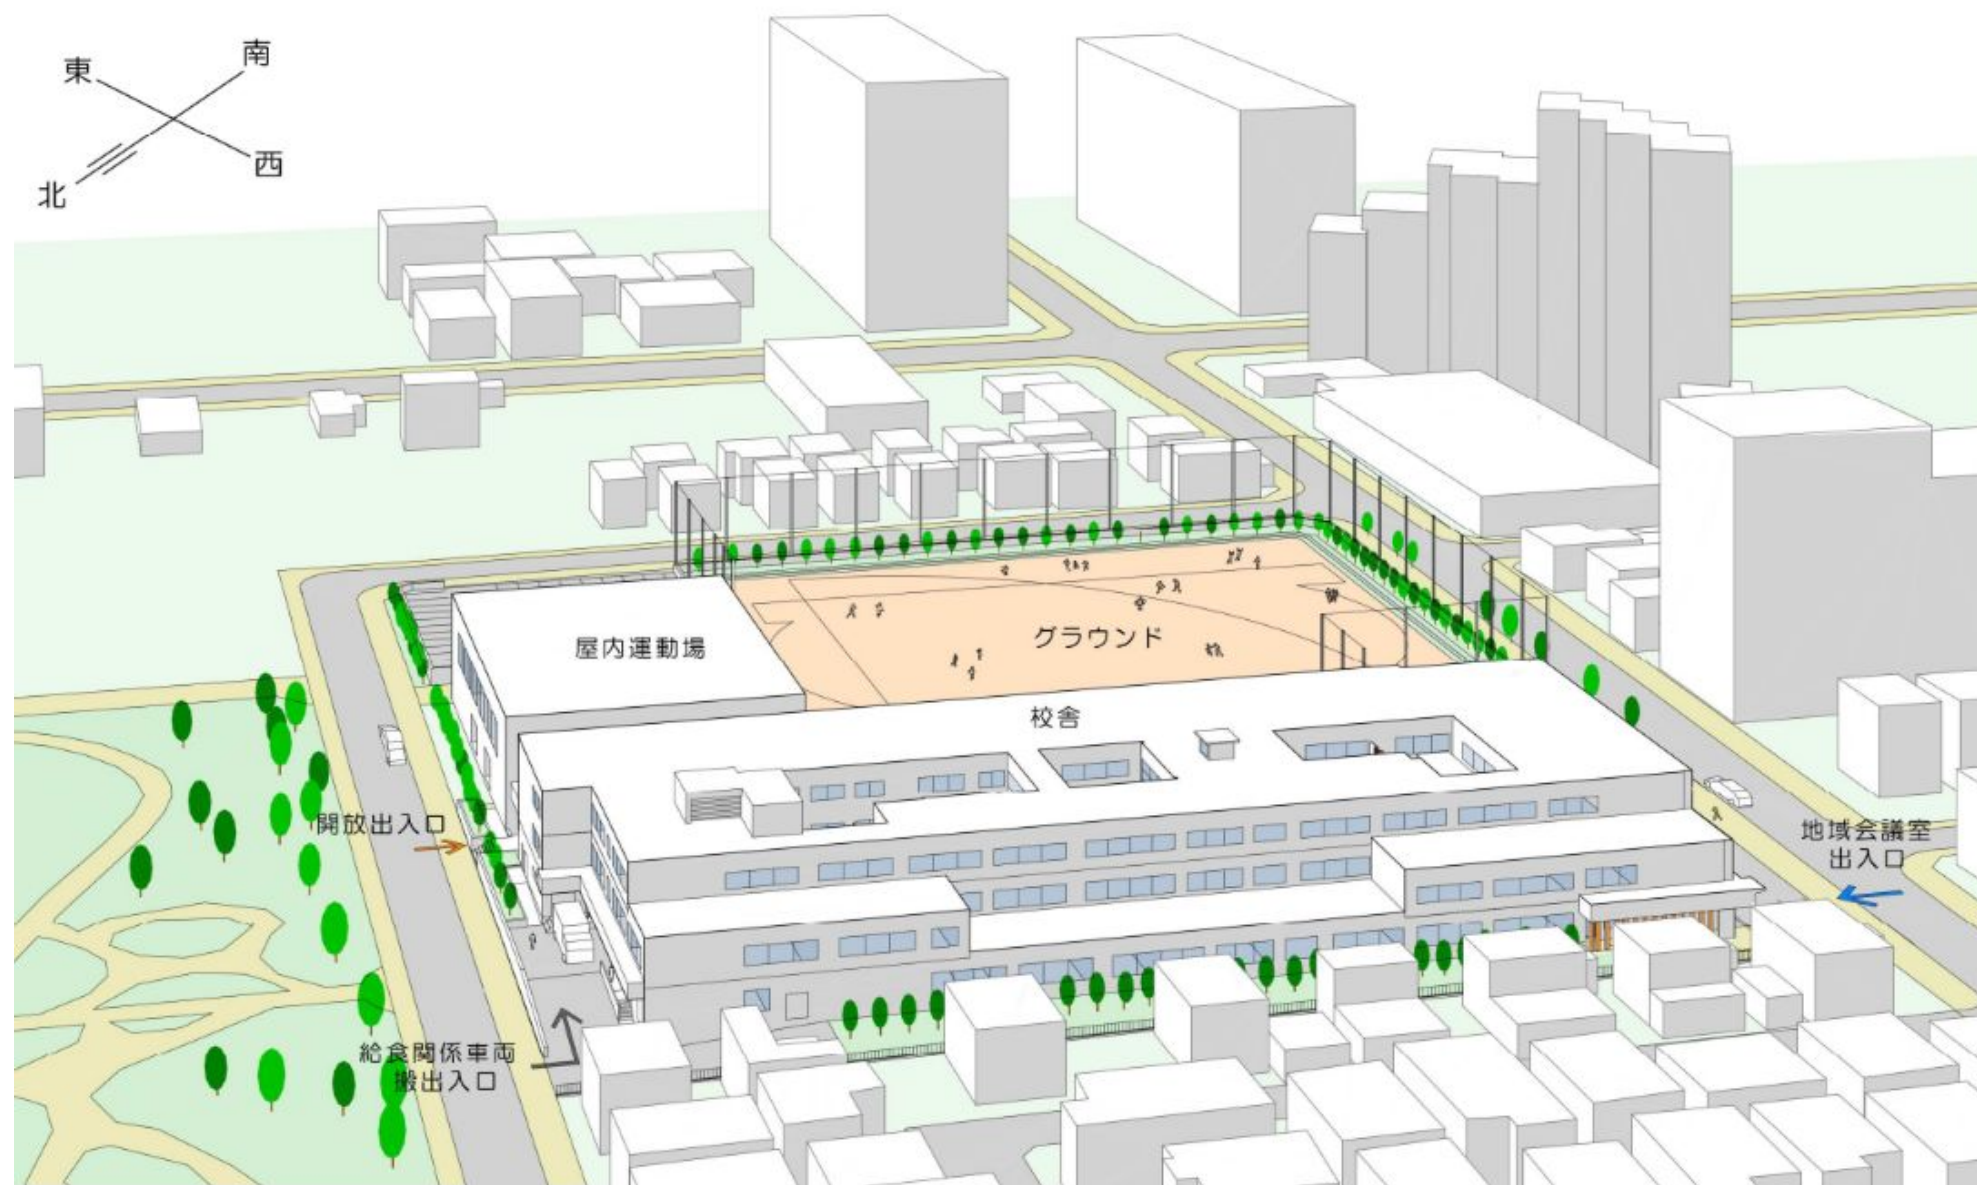 南
東
西
北
屋内運動場
グラウンド
校舎
開放出入口
地域会議室
出入口
給食関係車両
搬出入口